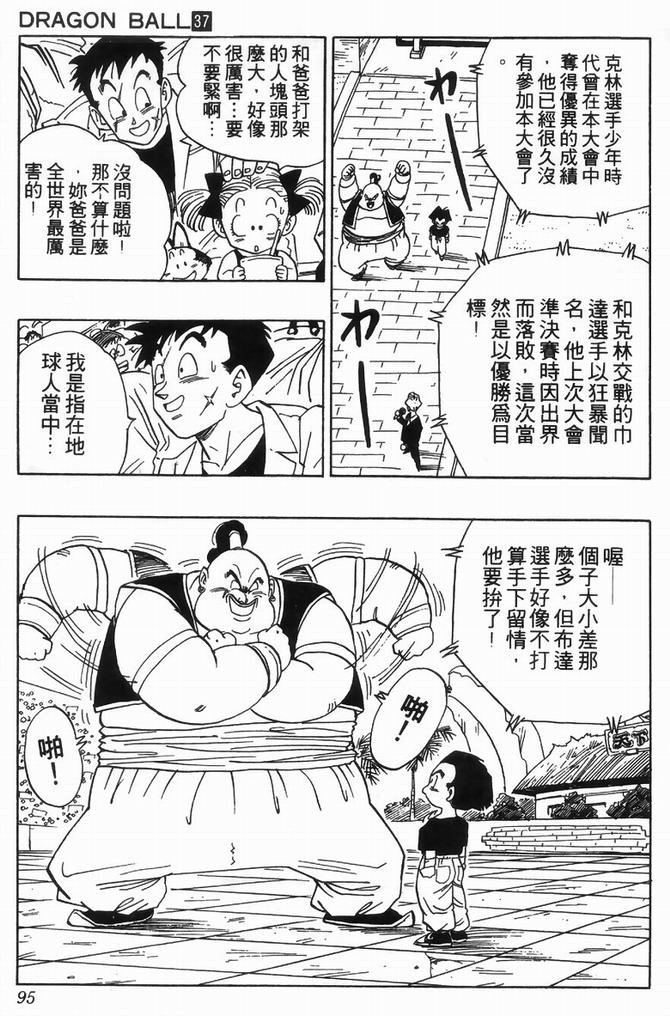 DRAGON BALL 37
克林選手少年時
代曾在本大會中
奪得優異的成績
，他已經很久沒
有參加本大會了
。
わー
わー
和克林交戰的巾
達選手以狂暴聞
名，他上次大會
準決賽時因出界
而落敗，這次當
然是以優勝爲目
標！
和爸爸打架
的人塊頭那
麼大，好像
很厲害…要
不要緊啊…
沒問題啦！
那不算什麼
，妳爸爸是
全世界最厲
害的！
我是指在地
球人當中…
喔——
個子大小差那
麼多，但布達
選手好像不打
算手下留情，
他要拚了！
啪！
啪！
天下
95